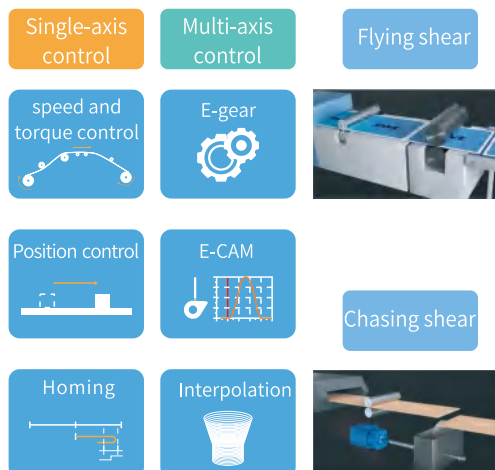 Single-axis
control
Multi-axis
control
Flying shear
speed and
torque control
E-gear
Position control
E-CAM
Chasing shear
Homing
Interpolation